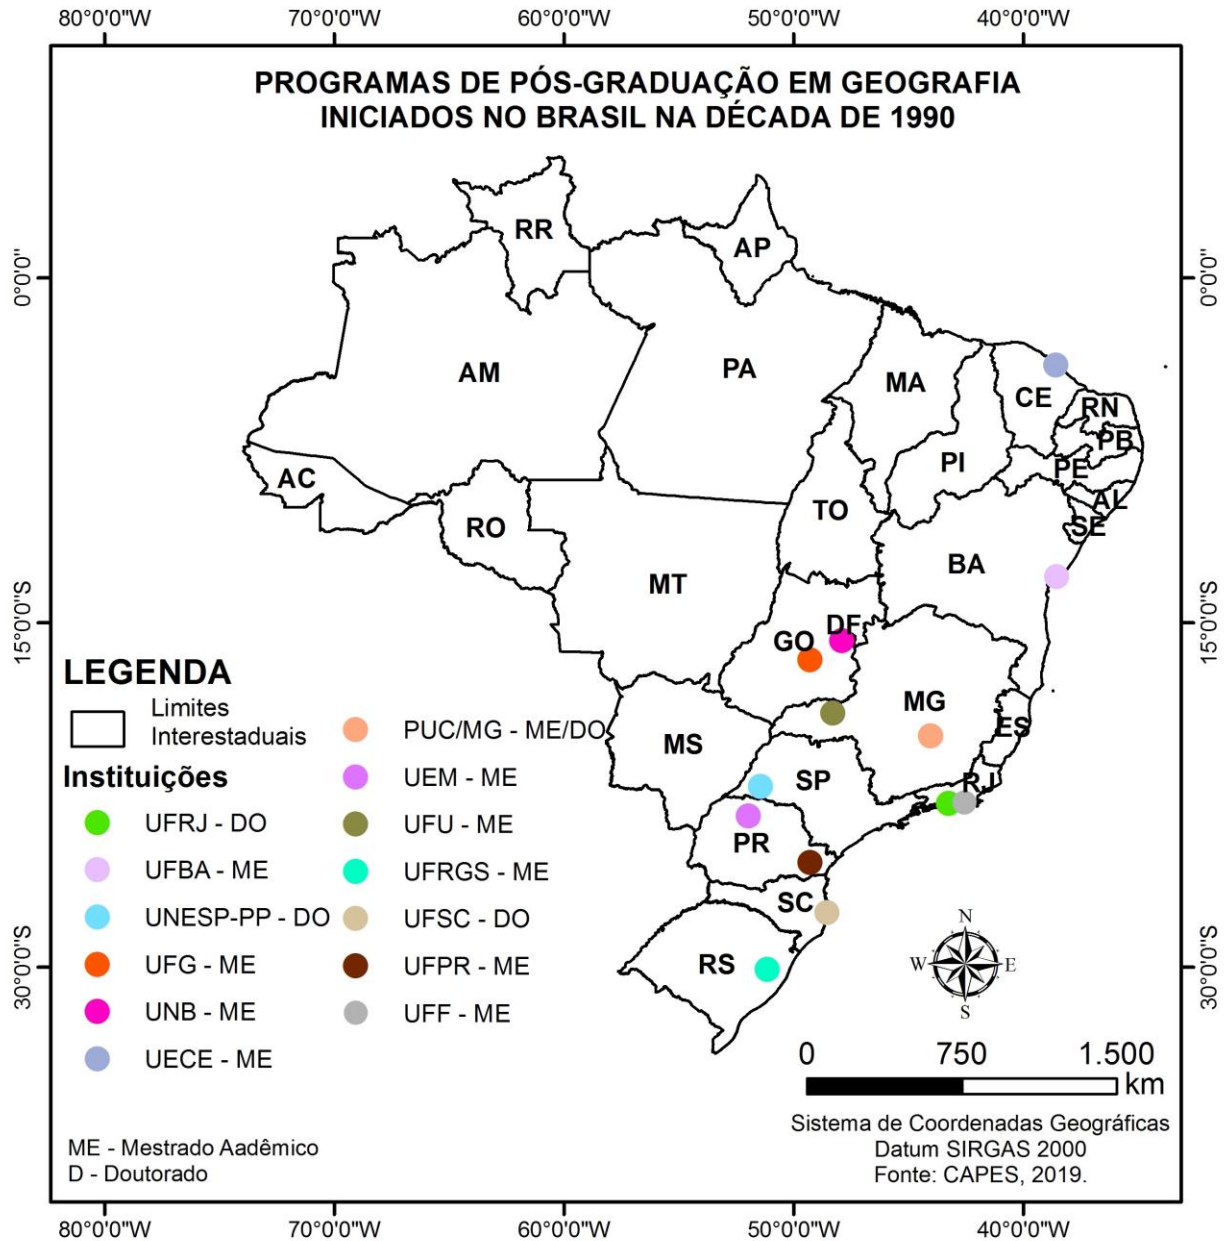 80°0'0"W 70°0'0"W 60°0'0"W 50°0'0"W 40°0'0"W
PROGRAMAS DE PÓS-GRADUAÇÃO EM GEOGRAFIA
INICIADOS NO BRASIL NA DÉCADA DE 1990
RR
AP
0°0'0"
0°0'0"
AM
PA
MA
CE
RN
PB
PI
PE
AC
AL
TO
SE
RO
BA
MT
15°0'0"S
15°0'0"S
DF
GO
MG
ES
MS
SP
RJ
PR
SC
RS
30°0'0"S
30°0'0"S
LEGENDA
Limites
Interestaduais
Instituições
UFRJ - DO
UFBA - ME
UNESP-PP - DO
UFG - ME
UNB - ME
UECE - ME
PUC/MG - ME/DO
UEM - ME
UFU - ME
UFRGS - ME
UFSC - DO
UFPR - ME
UFF - ME
N
W E
S
0 750 1.500
km
Sistema de Coordenadas Geográficas
Datum SIRGAS 2000
Fonte: CAPES, 2019.
ME - Mestrado Aadêmico
D - Doutorado
80°0'0"W 70°0'0"W 60°0'0"W 50°0'0"W 40°0'0"W